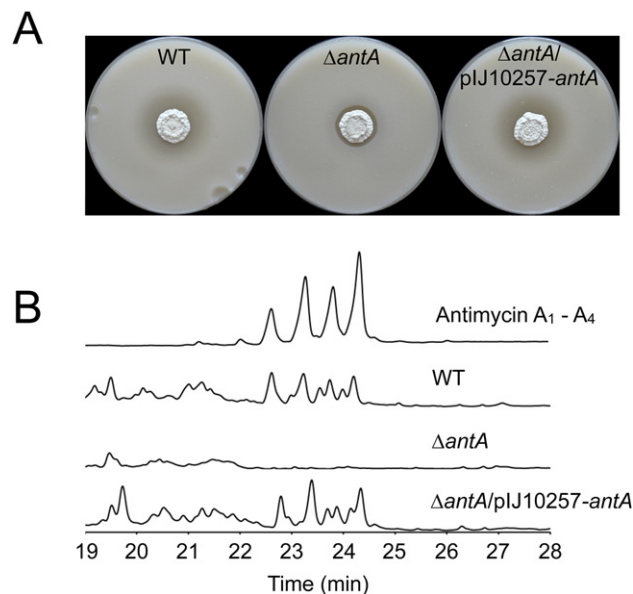 A
WT
ΔantA
ΔantA/
pIJ10257-antA
B
Antimycin A₁ - A₄
WT
ΔantA
ΔantA/pIJ10257-antA
19 20 21 22 23 24 25 26 27 28
Time (min)